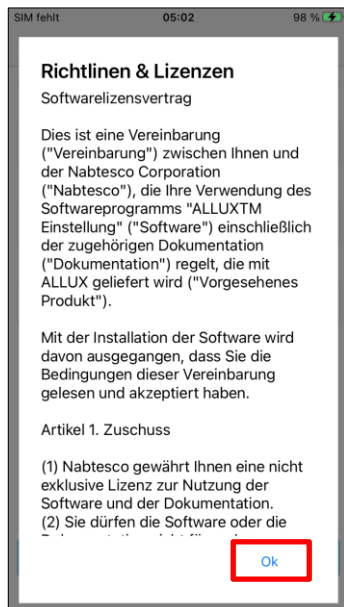 SIM fehlt 05:02 98 %
Richtlinen & Lizenzen
Softwarelizensvertrag
Dies ist eine Vereinbarung
("Vereinbarung") zwischen Ihnen und
der Nabtesco Corporation
("Nabtesco"), die Ihre Verwendung des
Softwareprogramms "ALLUXTM
Einstellung" ("Software") einschließlich
der zugehörigen Dokumentation
("Dokumentation") regelt, die mit
ALLUX geliefert wird ("Vorgesehenes
Produkt").
Mit der Installation der Software wird
davon ausgegangen, dass Sie die
Bedingungen dieser Vereinbarung
gelesen und akzeptiert haben.
Artikel 1. Zuschuss
(1) Nabtesco gewährt Ihnen eine nicht
exklusive Lizenz zur Nutzung der
Software und der Dokumentation.
(2) Sie dürfen die Software oder die
Ok